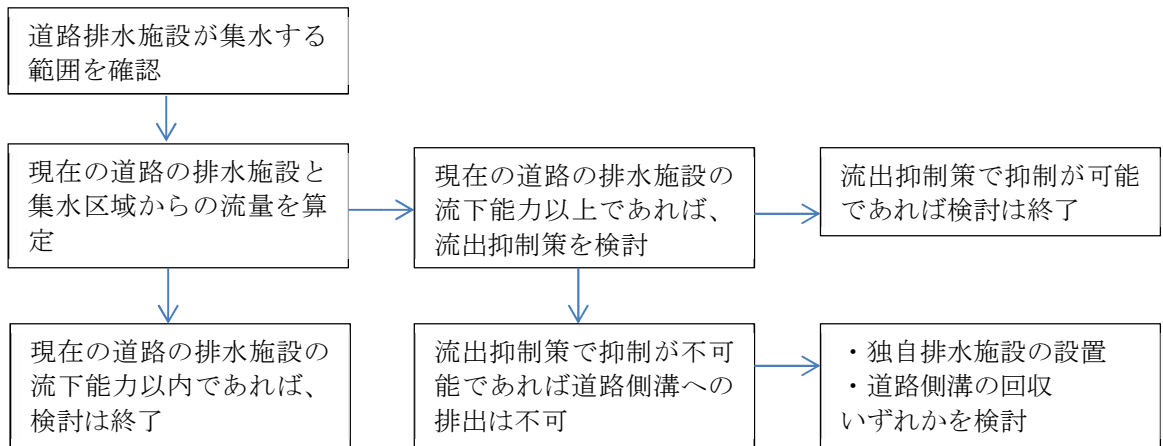 道路排水施設が集水する
範囲を確認
現在の道路の排水施設と
集水区域からの流量を算
定
現在の道路の排水施設の
流下能力以上であれば、
流出抑制策を検討
流出抑制策で抑制が可能
であれば検討は終了
現在の道路の排水施設の
流下能力以内であれば、
検討は終了
流出抑制策で抑制が不可
能であれば道路側溝への
排出は不可
・独自排水施設の設置
・道路側溝の回収
いずれかを検討